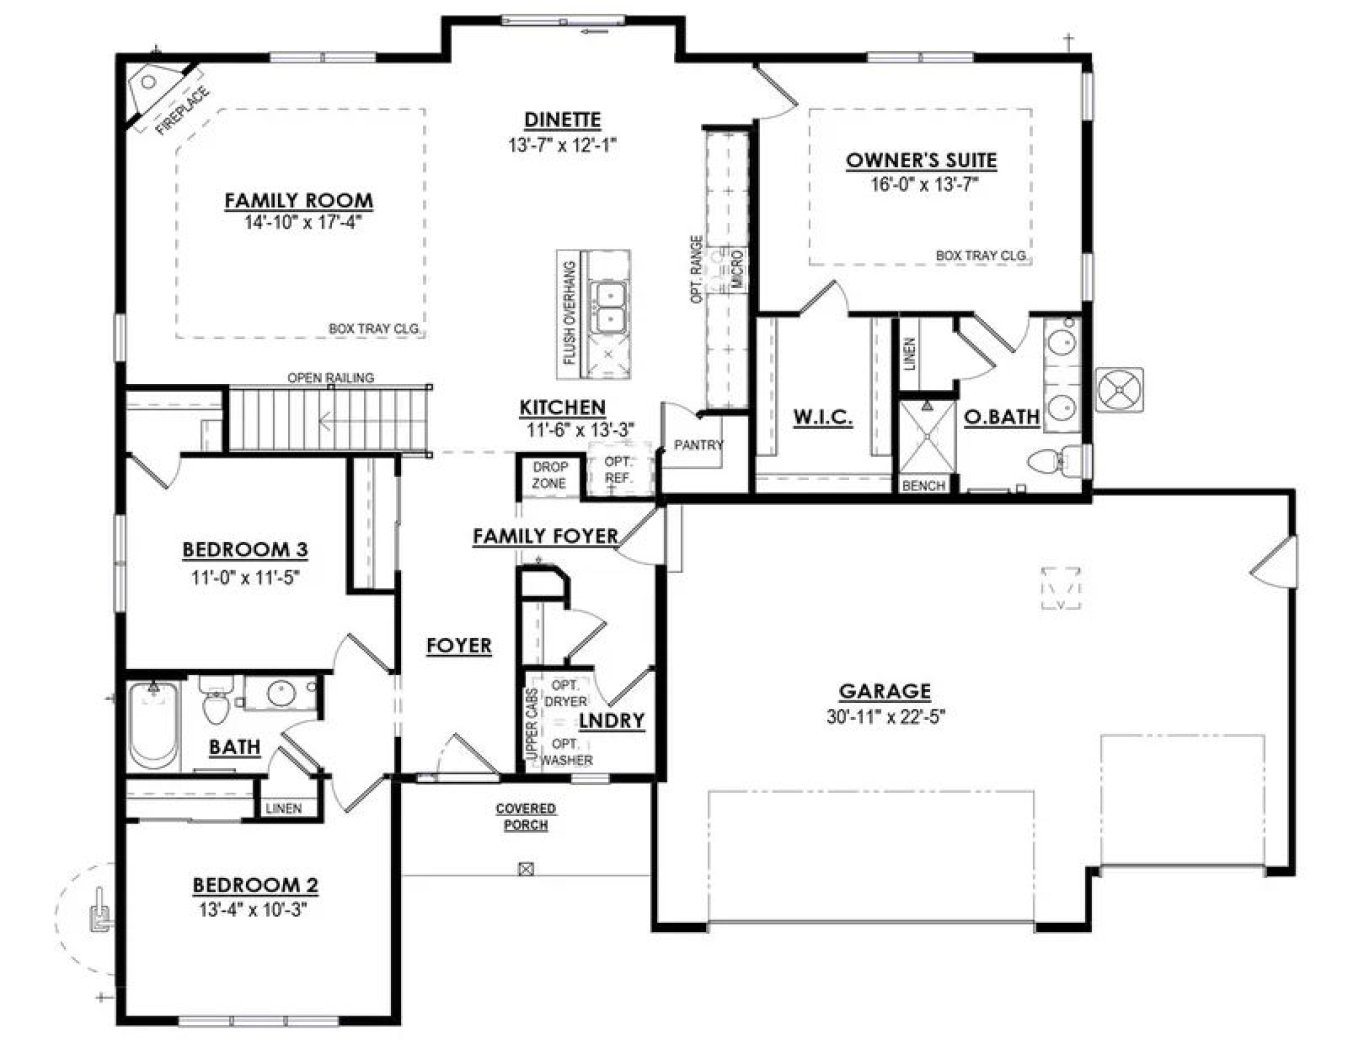 FIREPLACE
FAMILY ROOM
14'-10" x 17'-4"
BOX TRAY CLG.
OPEN RAILING
DINETTE
13'-7" x 12'-1"
FLUSH OVERHANG
OPT. RANGE
MICRO
KITCHEN
11'-6" x 13'-3"
OPT.
REF.
PANTRY
DROP
ZONE
OWNER'S SUITE
16'-0" x 13'-7"
BOX TRAY CLG.
W.I.C.
LINEN
O.BATH
BENCH
FAMILY FOYER
BEDROOM 3
11'-0" x 11'-5"
FOYER
BATH
LINEN
UPPER CABS
OPT.
DRYER
LNDRY
OPT.
WASHER
GARAGE
30'-11" x 22'-5"
COVERED
PORCH
BEDROOM 2
13'-4" x 10'-3"